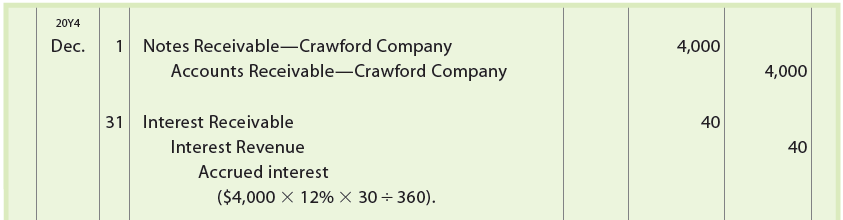 20Y4
Dec. 1 Notes Receivable—Crawford Company 4,000
Accounts Receivable—Crawford Company 4,000
31 Interest Receivable 40
Interest Revenue 40
Accrued interest
($4,000 × 12% × 30 ÷ 360).